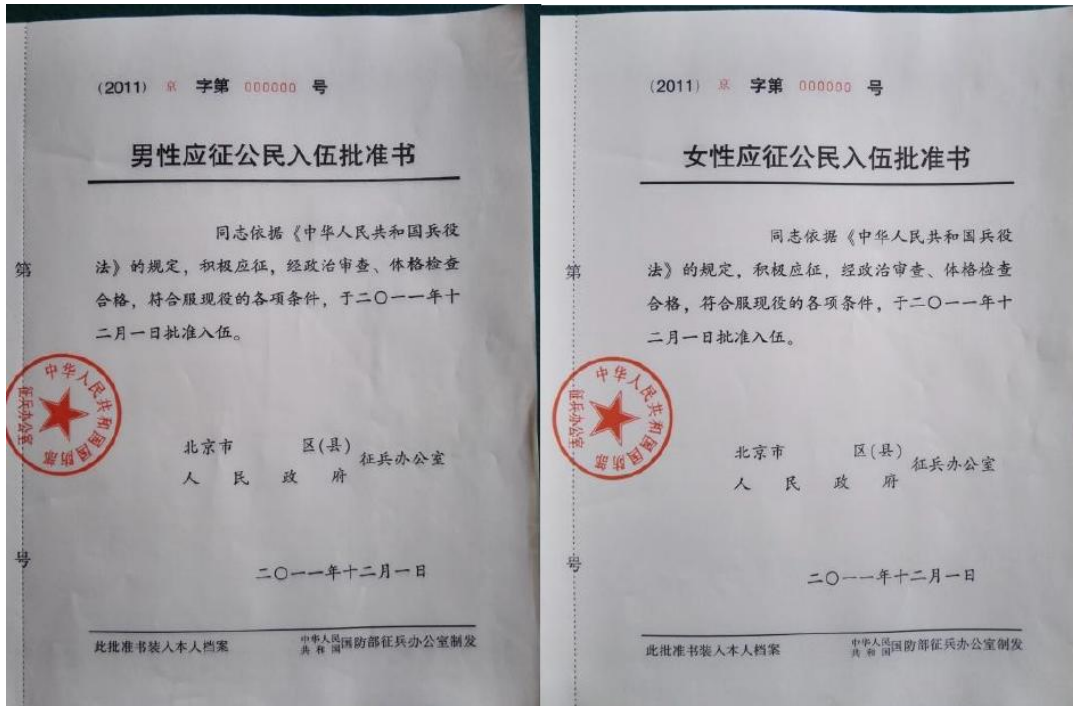 (2011) 京 字第 000000 号
男性应征公民入伍批准书
同志依据《中华人民共和国兵役
法》的规定，积极应征，经政治审查、体格检查
合格，符合服现役的各项条件，于二〇一一年十
二月一日批准入伍。
第
中华人民共和国国防部
征兵办公室
北京市 区(县) 征兵办公室
人民政府
号
二〇一一年十二月一日
此批准书装入本人档案 中华人民共和国国防部征兵办公室制发
(2011) 京 字第 000000 号
女性应征公民入伍批准书
同志依据《中华人民共和国兵役
法》的规定，积极应征，经政治审查、体格检查
合格，符合服现役的各项条件，于二〇一一年十
二月一日批准入伍。
第
中华人民共和国国防部
征兵办公室
北京市 区(县) 征兵办公室
人民政府
号
二〇一一年十二月一日
此批准书装入本人档案 中华人民共和国国防部征兵办公室制发